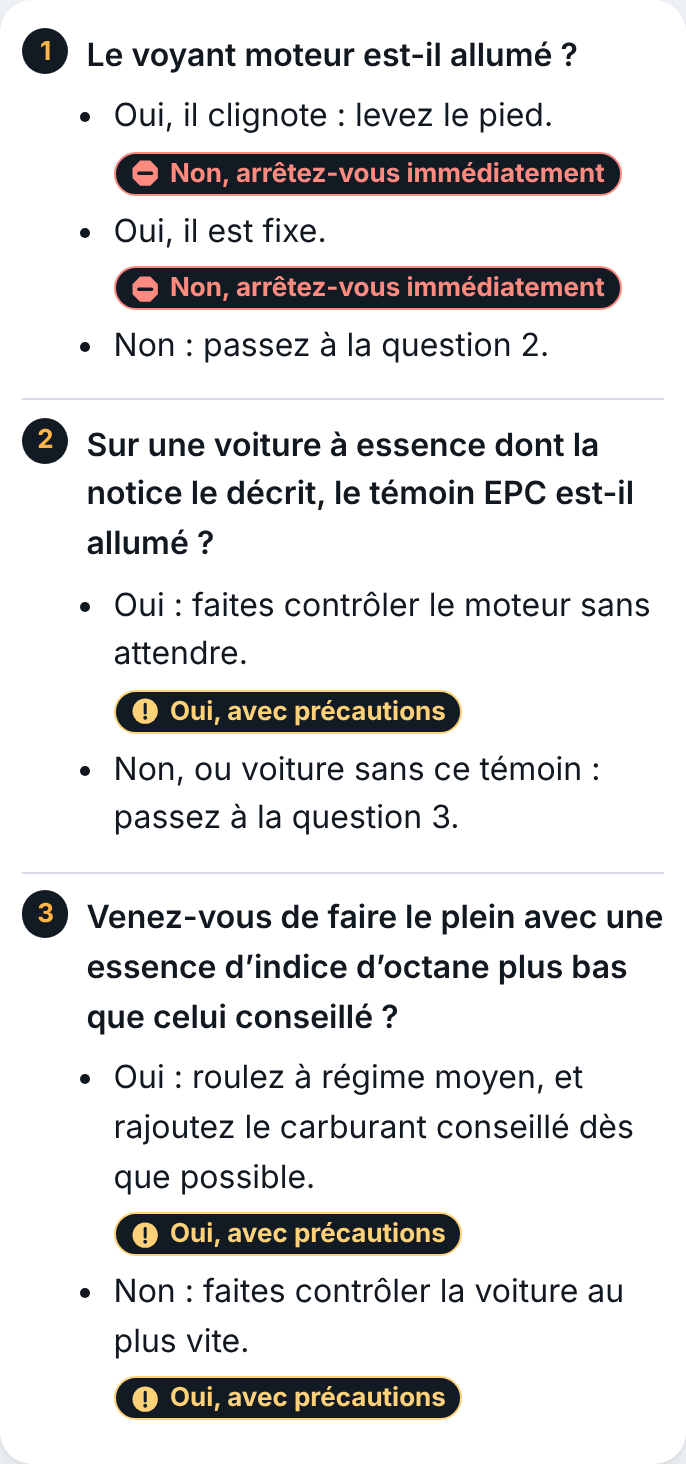 1 Le voyant moteur est-il allumé ?
• Oui, il clignote : levez le pied.
Non, arrêtez-vous immédiatement
• Oui, il est fixe.
Non, arrêtez-vous immédiatement
• Non : passez à la question 2.
2 Sur une voiture à essence dont la
notice le décrit, le témoin EPC est-il
allumé ?
• Oui : faites contrôler le moteur sans
attendre.
Oui, avec précautions
• Non, ou voiture sans ce témoin :
passez à la question 3.
3 Venez-vous de faire le plein avec une
essence d’indice d’octane plus bas
que celui conseillé ?
• Oui : roulez à régime moyen, et
rajoutez le carburant conseillé dès
que possible.
Oui, avec précautions
• Non : faites contrôler la voiture au
plus vite.
Oui, avec précautions